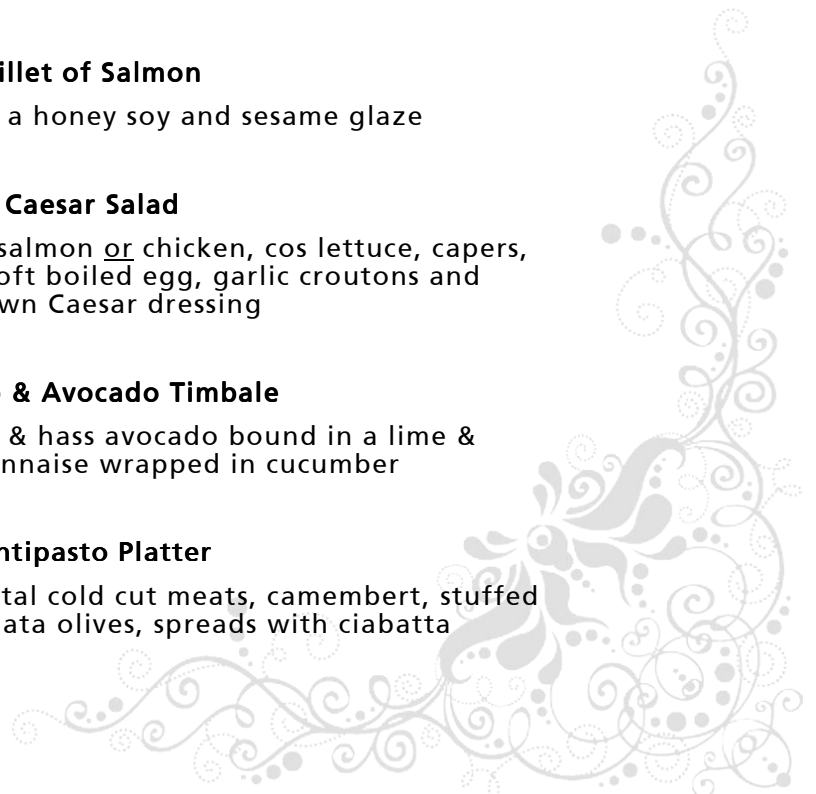 illet of Salmon
a honey soy and sesame glaze
Caesar Salad
salmon or chicken, cos lettuce, capers,
oft boiled egg, garlic croutons and
wn Caesar dressing
& Avocado Timbale
& hass avocado bound in a lime &
nnaise wrapped in cucumber
ntipasto Platter
tal cold cut meats, camembert, stuffed
ata olives, spreads with ciabatta